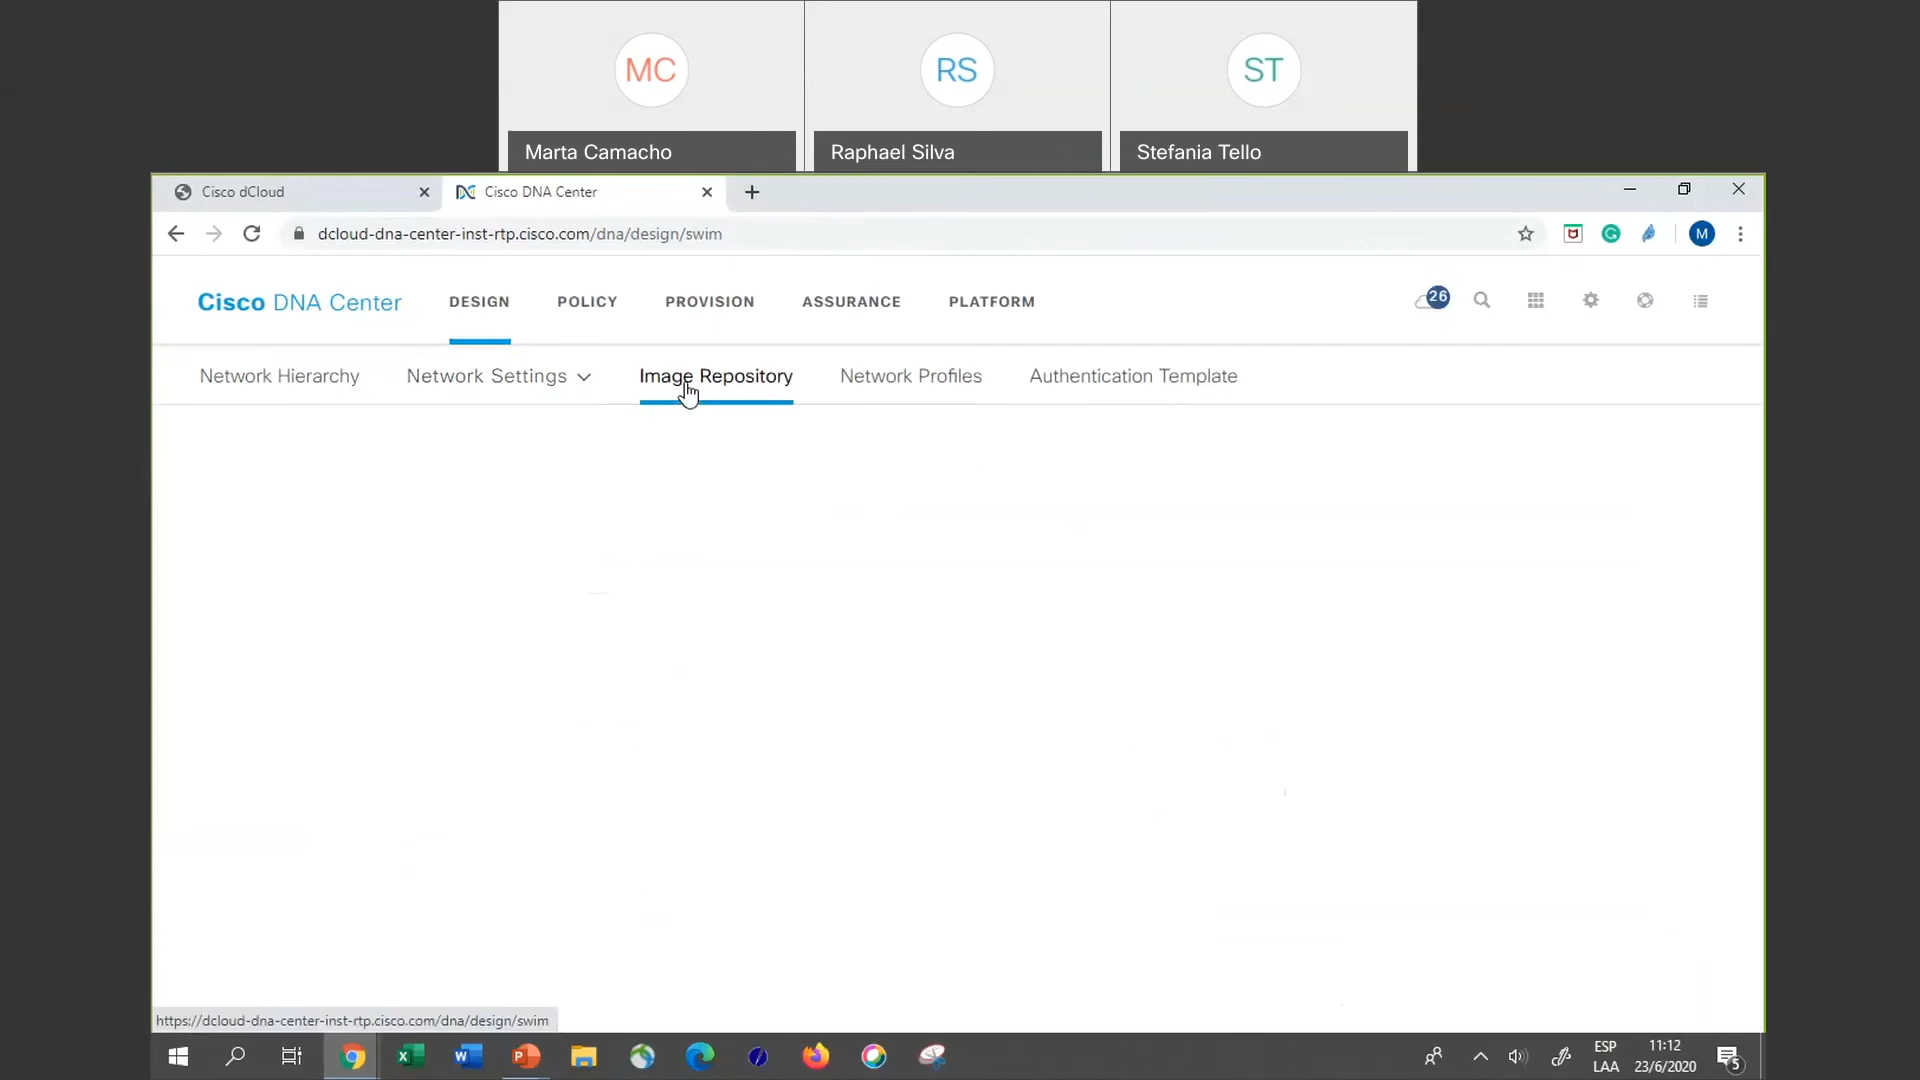 MC
RS
ST
Marta Camacho
Raphael Silva
Stefania Tello
Cisco dCloud
Cisco DNA Center
dcloud-dna-center-inst-rtp.cisco.com/dna/design/swim
M
Cisco DNA Center
DESIGN
POLICY
PROVISION
ASSURANCE
PLATFORM
26
Network Hierarchy
Network Settings
Image Repository
Network Profiles
Authentication Template
https://dcloud-dna-center-inst-rtp.cisco.com/dna/design/swim
ESP
LAA
11:12
23/6/2020
5